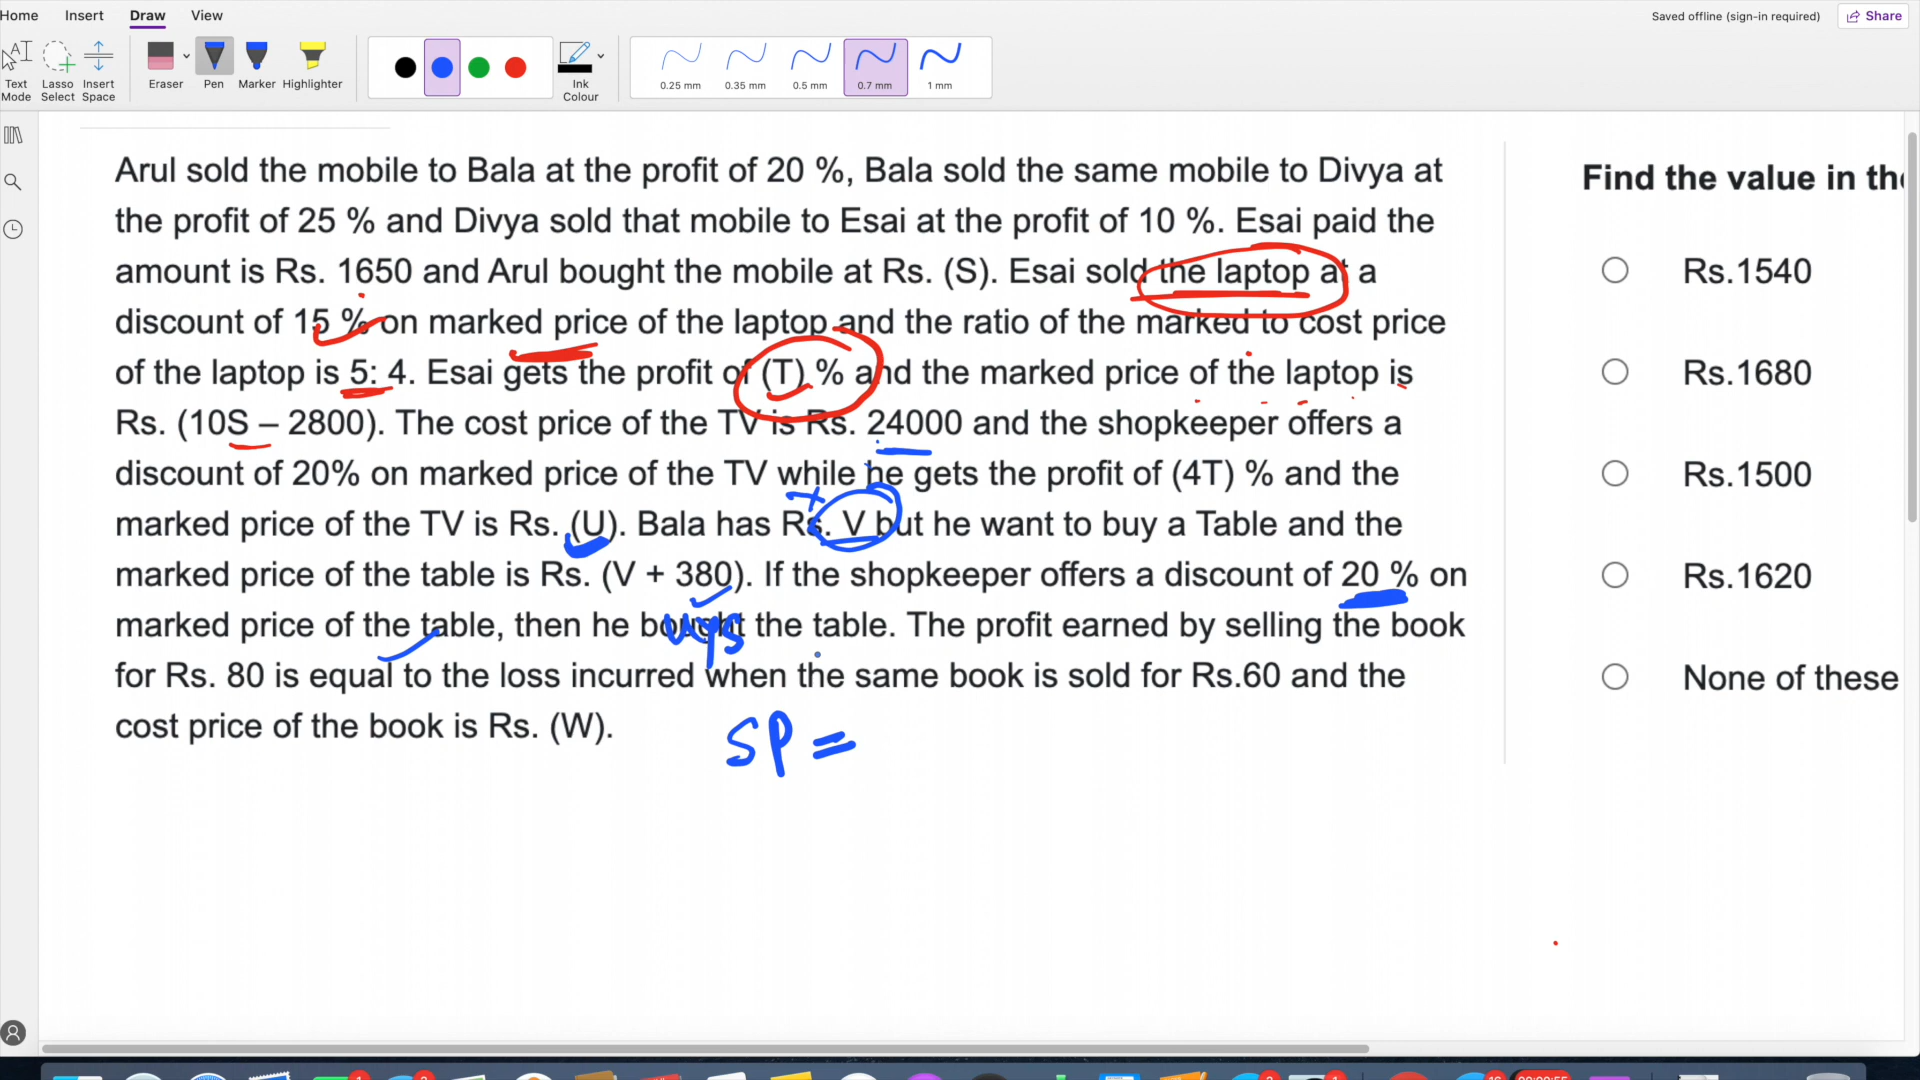 Home Insert Draw View
Saved offline (sign-in required) Share
Text Mode
Lasso Select
Insert Space
Eraser
Pen
Marker
Highlighter
Ink Colour
0.25 mm
0.35 mm
0.5 mm
0.7 mm
1 mm
Arul sold the mobile to Bala at the profit of 20 %, Bala sold the same mobile to Divya at
the profit of 25 % and Divya sold that mobile to Esai at the profit of 10 %. Esai paid the
amount is Rs. 1650 and Arul bought the mobile at Rs. (S). Esai sold the laptop at a
discount of 15 % on marked price of the laptop and the ratio of the marked to cost price
of the laptop is 5: 4. Esai gets the profit of (T) % and the marked price of the laptop is
Rs. (10S – 2800). The cost price of the TV is Rs. 24000 and the shopkeeper offers a
discount of 20% on marked price of the TV while he gets the profit of (4T) % and the
marked price of the TV is Rs. (U). Bala has Rs. V but he want to buy a Table and the
marked price of the table is Rs. (V + 380). If the shopkeeper offers a discount of 20 % on
marked price of the table, then he bought the table. The profit earned by selling the book
for Rs. 80 is equal to the loss incurred when the same book is sold for Rs.60 and the
cost price of the book is Rs. (W).
SP =
Find the value in the
Rs.1540
Rs.1680
Rs.1500
Rs.1620
None of these